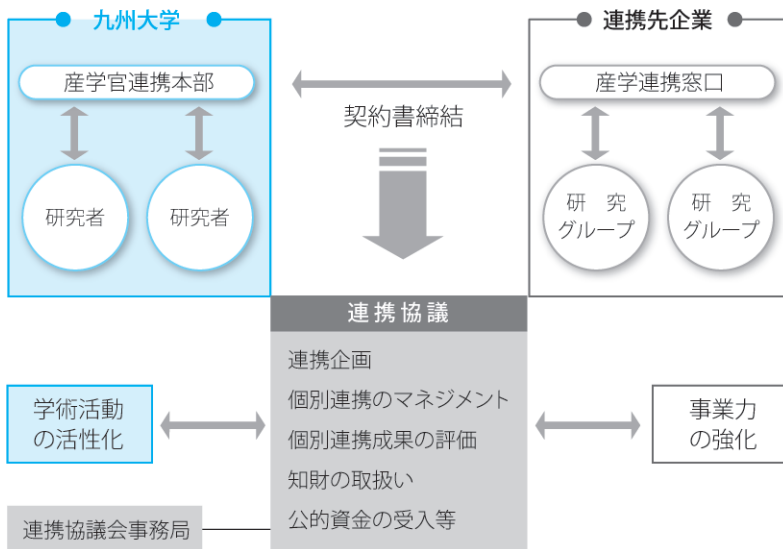 九州大学
産学官連携本部
研究者
研究者
契約書締結
連携先企業
産学連携窓口
研　究
グループ
研　究
グループ
連携協議
連携企画
個別連携のマネジメント
個別連携成果の評価
知財の取扱い
公的資金の受入等
学術活動
の活性化
事業力
の強化
連携協議会事務局